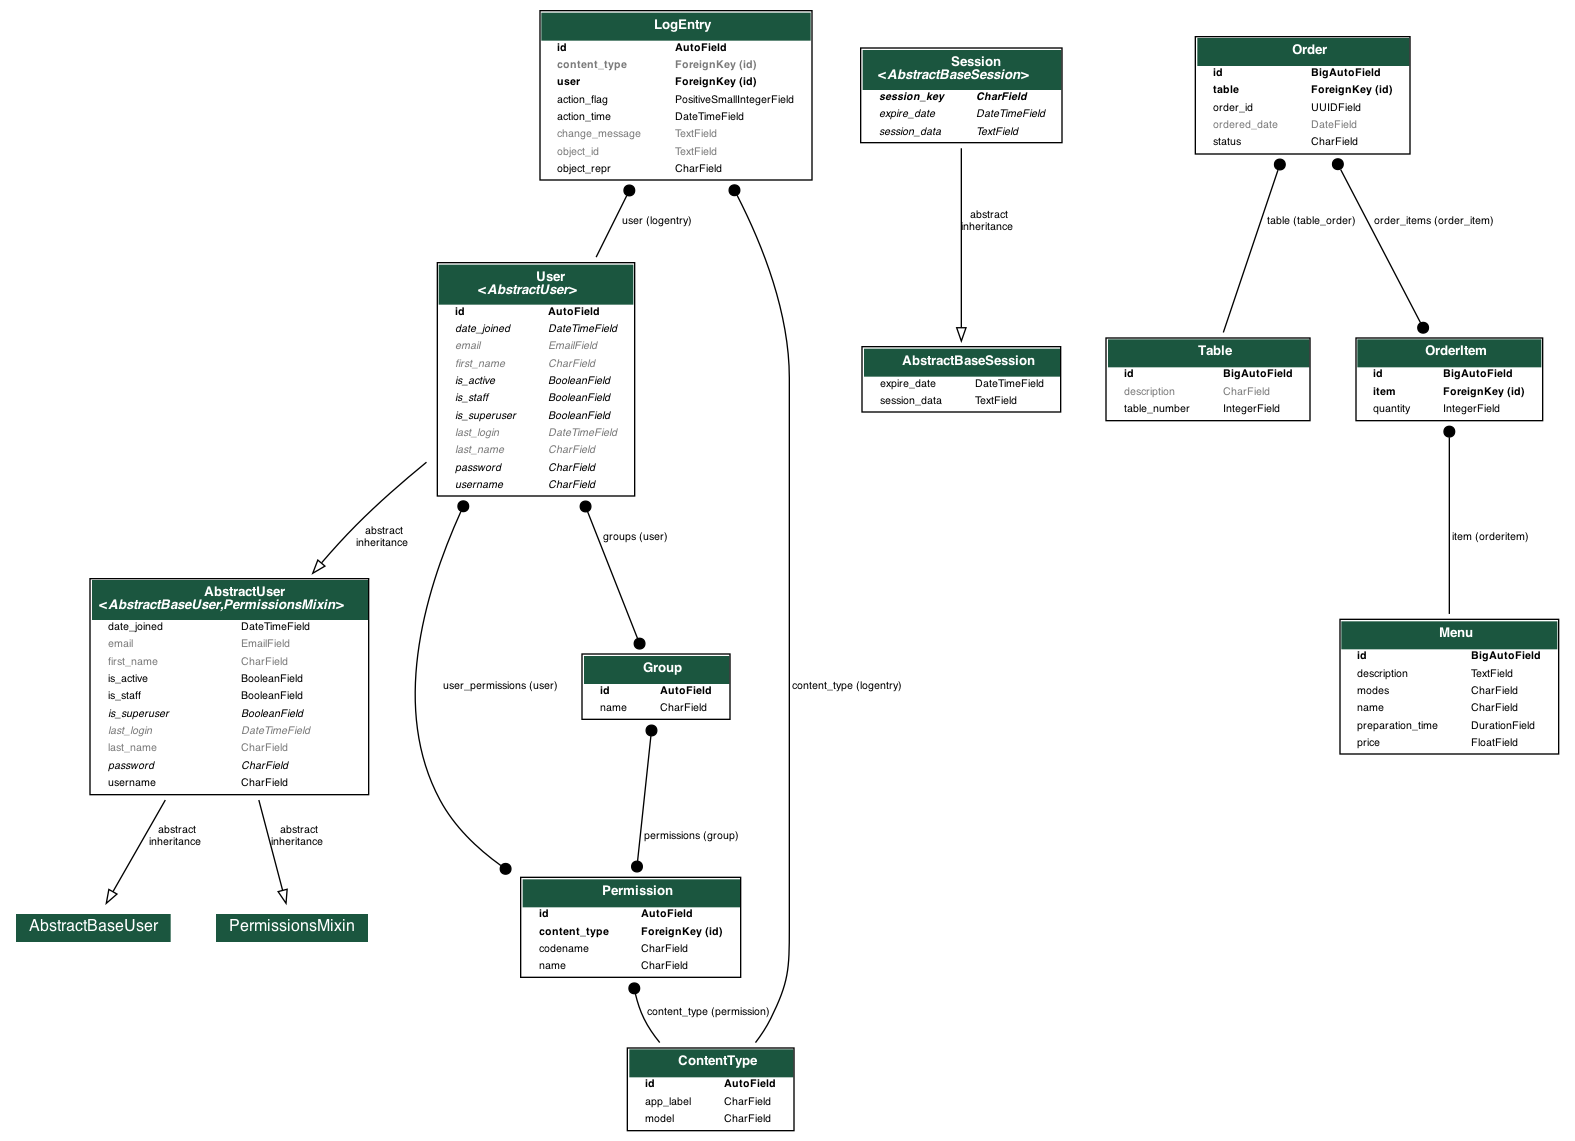 LogEntry
id AutoField
content_type ForeignKey (id)
user ForeignKey (id)
action_flag PositiveSmallIntegerField
action_time DateTimeField
change_message TextField
object_id TextField
object_repr CharField
Session
<AbstractBaseSession>
session_key CharField
expire_date DateTimeField
session_data TextField
Order
id BigAutoField
table ForeignKey (id)
order_id UUIDField
ordered_date DateField
status CharField
user (logentry)
abstract
inheritance
table (table_order)
order_items (order_item)
User
<AbstractUser>
id AutoField
date_joined DateTimeField
email EmailField
first_name CharField
is_active BooleanField
is_staff BooleanField
is_superuser BooleanField
last_login DateTimeField
last_name CharField
password CharField
username CharField
AbstractBaseSession
expire_date DateTimeField
session_data TextField
Table
id BigAutoField
description CharField
table_number IntegerField
OrderItem
id BigAutoField
item ForeignKey (id)
quantity IntegerField
abstract
inheritance
groups (user)
item (orderitem)
AbstractUser
<AbstractBaseUser,PermissionsMixin>
date_joined DateTimeField
email EmailField
first_name CharField
is_active BooleanField
is_staff BooleanField
is_superuser BooleanField
last_login DateTimeField
last_name CharField
password CharField
username CharField
user_permissions (user)
Group
id AutoField
name CharField
content_type (logentry)
Menu
id BigAutoField
description TextField
modes CharField
name CharField
preparation_time DurationField
price FloatField
abstract
inheritance
abstract
inheritance
permissions (group)
AbstractBaseUser
PermissionsMixin
Permission
id AutoField
content_type ForeignKey (id)
codename CharField
name CharField
content_type (permission)
ContentType
id AutoField
app_label CharField
model CharField